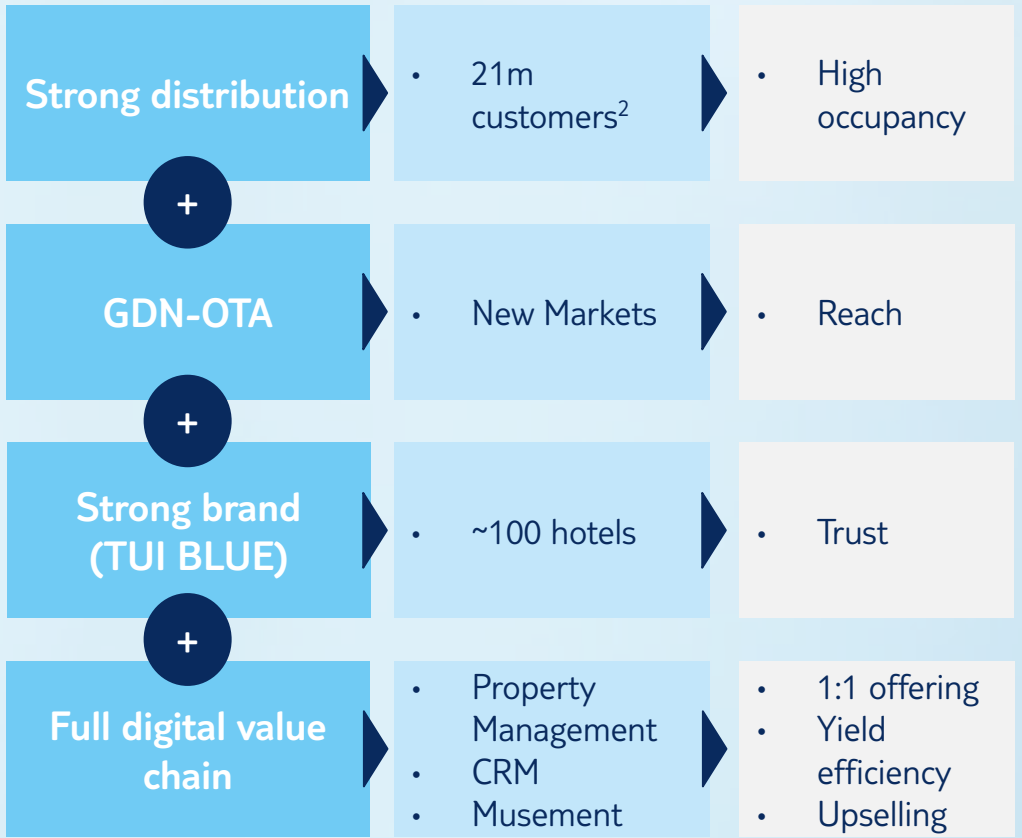 Strong distribution
• 21m
customers²
• High
occupancy
+
GDN-OTA
• New Markets
• Reach
+
Strong brand
(TUI BLUE)
• ~100 hotels
• Trust
+
Full digital value
chain
• Property
Management
• CRM
• Musement
• 1:1 offering
• Yield
efficiency
• Upselling